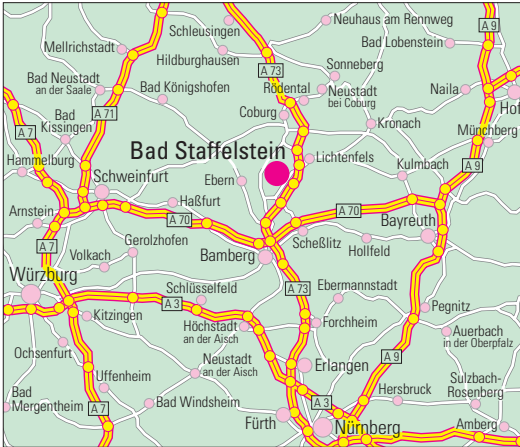 Schleusingen
Neuhaus am Rennweg
A 9
Mellrichstadt
Bad Lobenstein
Hildburghausen
A 73
Sonneberg
Bad Neustadt
an der Saale
Bad Königshofen
Rödental
Neustadt
bei Coburg
Naila
Hof
A 71
Coburg
A 7
Bad
Kissingen
Kronach
Münchberg
Bad Staffelstein
Lichtenfels
Hammelburg
Kulmbach
A 9
Schweinfurt
Ebern
Haßfurt
Arnstein
A 70
A 70
Bayreuth
A 7
Gerolzhofen
Scheßlitz
Hollfeld
Volkach
Bamberg
Würzburg
Schlüsselfeld
A 3
A 73
Ebermannstadt
Pegnitz
Kitzingen
Höchstadt
an der Aisch
Forchheim
Auerbach
in der Oberpfalz
Ochsenfurt
A 9
Neustadt
an der Aisch
Erlangen
Uffenheim
Hersbruck
Sulzbach-
Rosenberg
Bad
Mergentheim
A 7
Bad Windsheim
A 3
Fürth
Nürnberg
Amberg